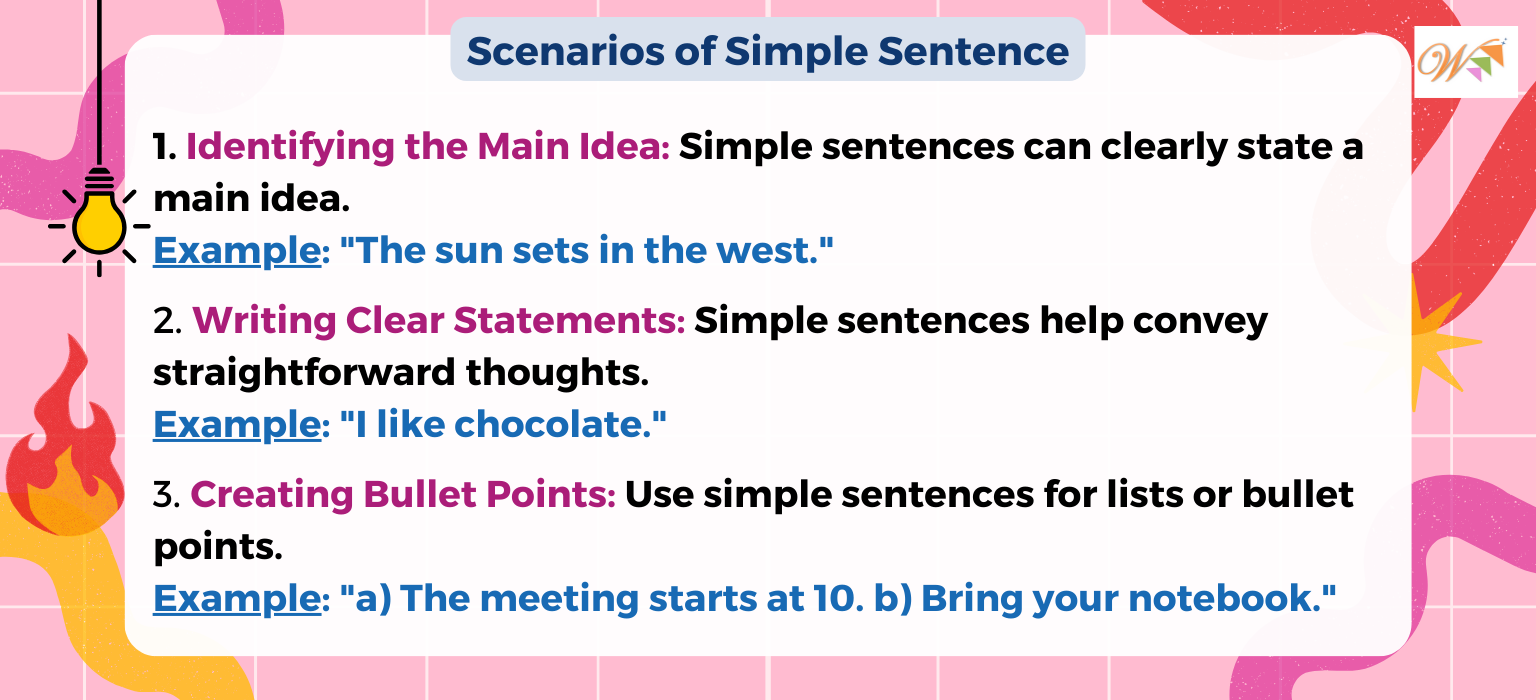 Scenarios of Simple Sentence
W
1. Identifying the Main Idea: Simple sentences can clearly state a
main idea.
Example: "The sun sets in the west."
2. Writing Clear Statements: Simple sentences help convey
straightforward thoughts.
Example: "I like chocolate."
3. Creating Bullet Points: Use simple sentences for lists or bullet
points.
Example: "a) The meeting starts at 10. b) Bring your notebook."